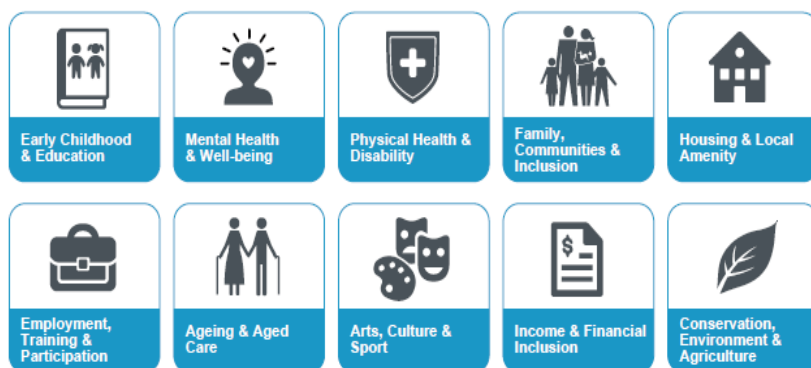 Early Childhood
& Education
Mental Health
& Well-being
Physical Health &
Disability
Family,
Communities &
Inclusion
Housing & Local
Amenity
$
Employment,
Training &
Participation
Ageing & Aged
Care
Arts, Culture &
Sport
Income & Financial
Inclusion
Conservation,
Environment &
Agriculture